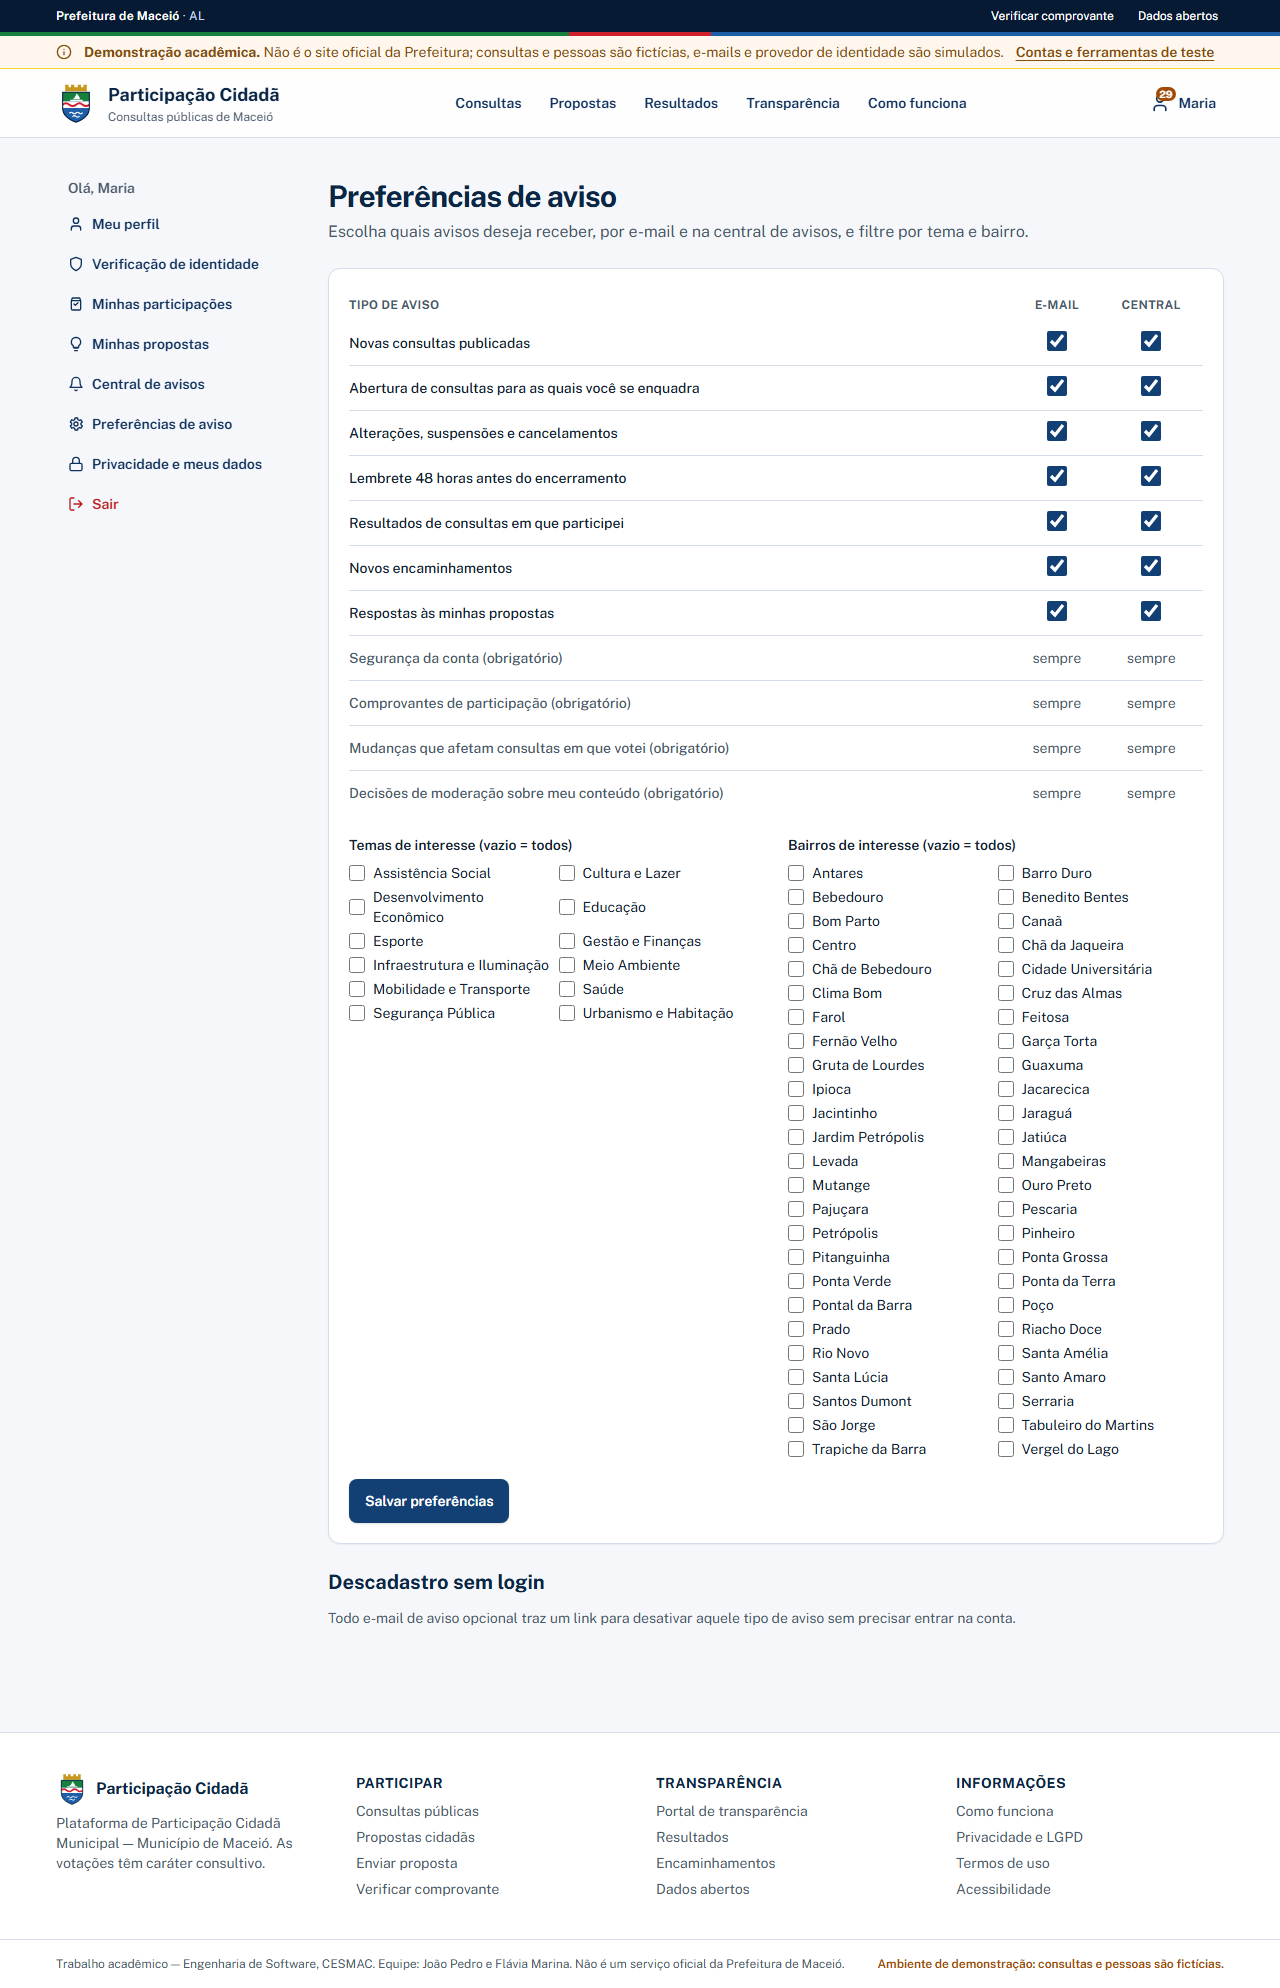 Prefeitura de Maceió · AL
Verificar comprovante
Dados abertos
Demonstração acadêmica. Não é o site oficial da Prefeitura; consultas e pessoas são fictícias, e-mails e provedor de identidade são simulados.
Contas e ferramentas de teste
Participação Cidadã
Consultas públicas de Maceió
Consultas
Propostas
Resultados
Transparência
Como funciona
29
Maria
Olá, Maria
Meu perfil
Verificação de identidade
Minhas participações
Minhas propostas
Central de avisos
Preferências de aviso
Privacidade e meus dados
Sair
Preferências de aviso
Escolha quais avisos deseja receber, por e-mail e na central de avisos, e filtre por tema e bairro.
TIPO DE AVISO E-MAIL CENTRAL
Novas consultas publicadas
Abertura de consultas para as quais você se enquadra
Alterações, suspensões e cancelamentos
Lembrete 48 horas antes do encerramento
Resultados de consultas em que participei
Novos encaminhamentos
Respostas às minhas propostas
Segurança da conta (obrigatório) sempre sempre
Comprovantes de participação (obrigatório) sempre sempre
Mudanças que afetam consultas em que votei (obrigatório) sempre sempre
Decisões de moderação sobre meu conteúdo (obrigatório) sempre sempre
Temas de interesse (vazio = todos)
Assistência Social Cultura e Lazer
Desenvolvimento
Econômico
Educação
Esporte Gestão e Finanças
Infraestrutura e Iluminação Meio Ambiente
Mobilidade e Transporte Saúde
Segurança Pública Urbanismo e Habitação
Bairros de interesse (vazio = todos)
Antares Barro Duro
Bebedouro Benedito Bentes
Bom Parto Canaã
Centro Chã da Jaqueira
Chã de Bebedouro Cidade Universitária
Clima Bom Cruz das Almas
Farol Feitosa
Fernão Velho Garça Torta
Gruta de Lourdes Guaxuma
Ipioca Jacarecica
Jacintinho Jaraguá
Jardim Petrópolis Jatiúca
Levada Mangabeiras
Mutange Ouro Preto
Pajuçara Pescaria
Petrópolis Pinheiro
Pitanguinha Ponta Grossa
Ponta Verde Ponta da Terra
Pontal da Barra Poço
Prado Riacho Doce
Rio Novo Santa Amélia
Santa Lúcia Santo Amaro
Santos Dumont Serraria
São Jorge Tabuleiro do Martins
Trapiche da Barra Vergel do Lago
Salvar preferências
Descadastro sem login
Todo e-mail de aviso opcional traz um link para desativar aquele tipo de aviso sem precisar entrar na conta.
Participação Cidadã
Plataforma de Participação Cidadã
Municipal — Município de Maceió. As
votações têm caráter consultivo.
PARTICIPAR
Consultas públicas
Propostas cidadãs
Enviar proposta
Verificar comprovante
TRANSPARÊNCIA
Portal de transparência
Resultados
Encaminhamentos
Dados abertos
INFORMAÇÕES
Como funciona
Privacidade e LGPD
Termos de uso
Acessibilidade
Trabalho acadêmico — Engenharia de Software, CESMAC. Equipe: João Pedro e Flávia Marina. Não é um serviço oficial da Prefeitura de Maceió.
Ambiente de demonstração: consultas e pessoas são fictícias.